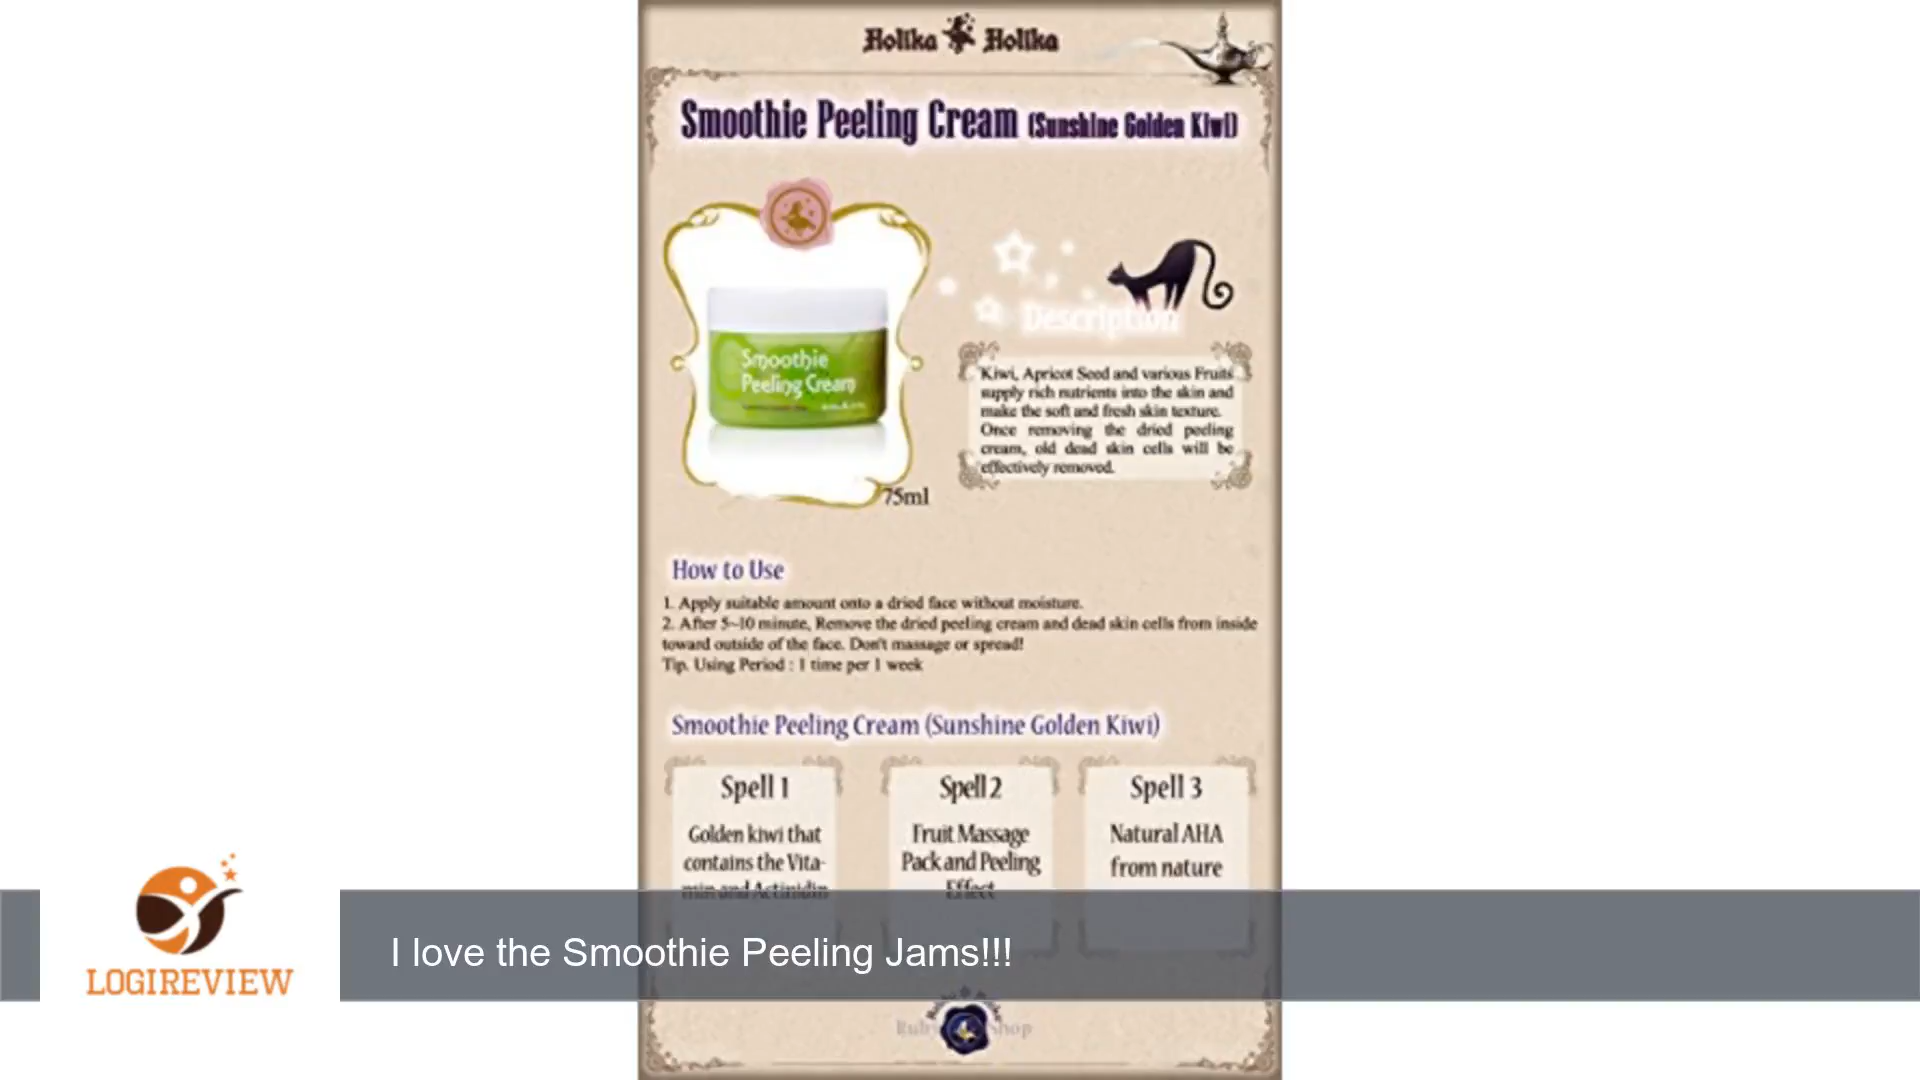 Holika Holika
Smoothie Peeling Cream (Sunshine Golden Kiwi)
Smoothie
Peeling Cream
75ml
Description
Kiwi, Apricot Seed and various Fruits
supply rich nutrients into the skin and
make the soft and fresh skin texture.
Once removing the dried peeling
cream, old dead skin cells will be
effectively removed.
How to Use
1. Apply suitable amount onto a dried face without moisture.
2. After 5~10 minute, Remove the dried peeling cream and dead skin cells from inside
toward outside of the face. Don't massage or spread!
Tip. Using Period : 1 time per 1 week
Smoothie Peeling Cream (Sunshine Golden Kiwi)
Spell 1
Golden kiwi that
contains the Vita-
min and Actinidin
Spell 2
Fruit Massage
Pack and Peeling
Effect
Spell 3
Natural AHA
from nature
LOGIREVIEW
I love the Smoothie Peeling Jams!!!
Shop